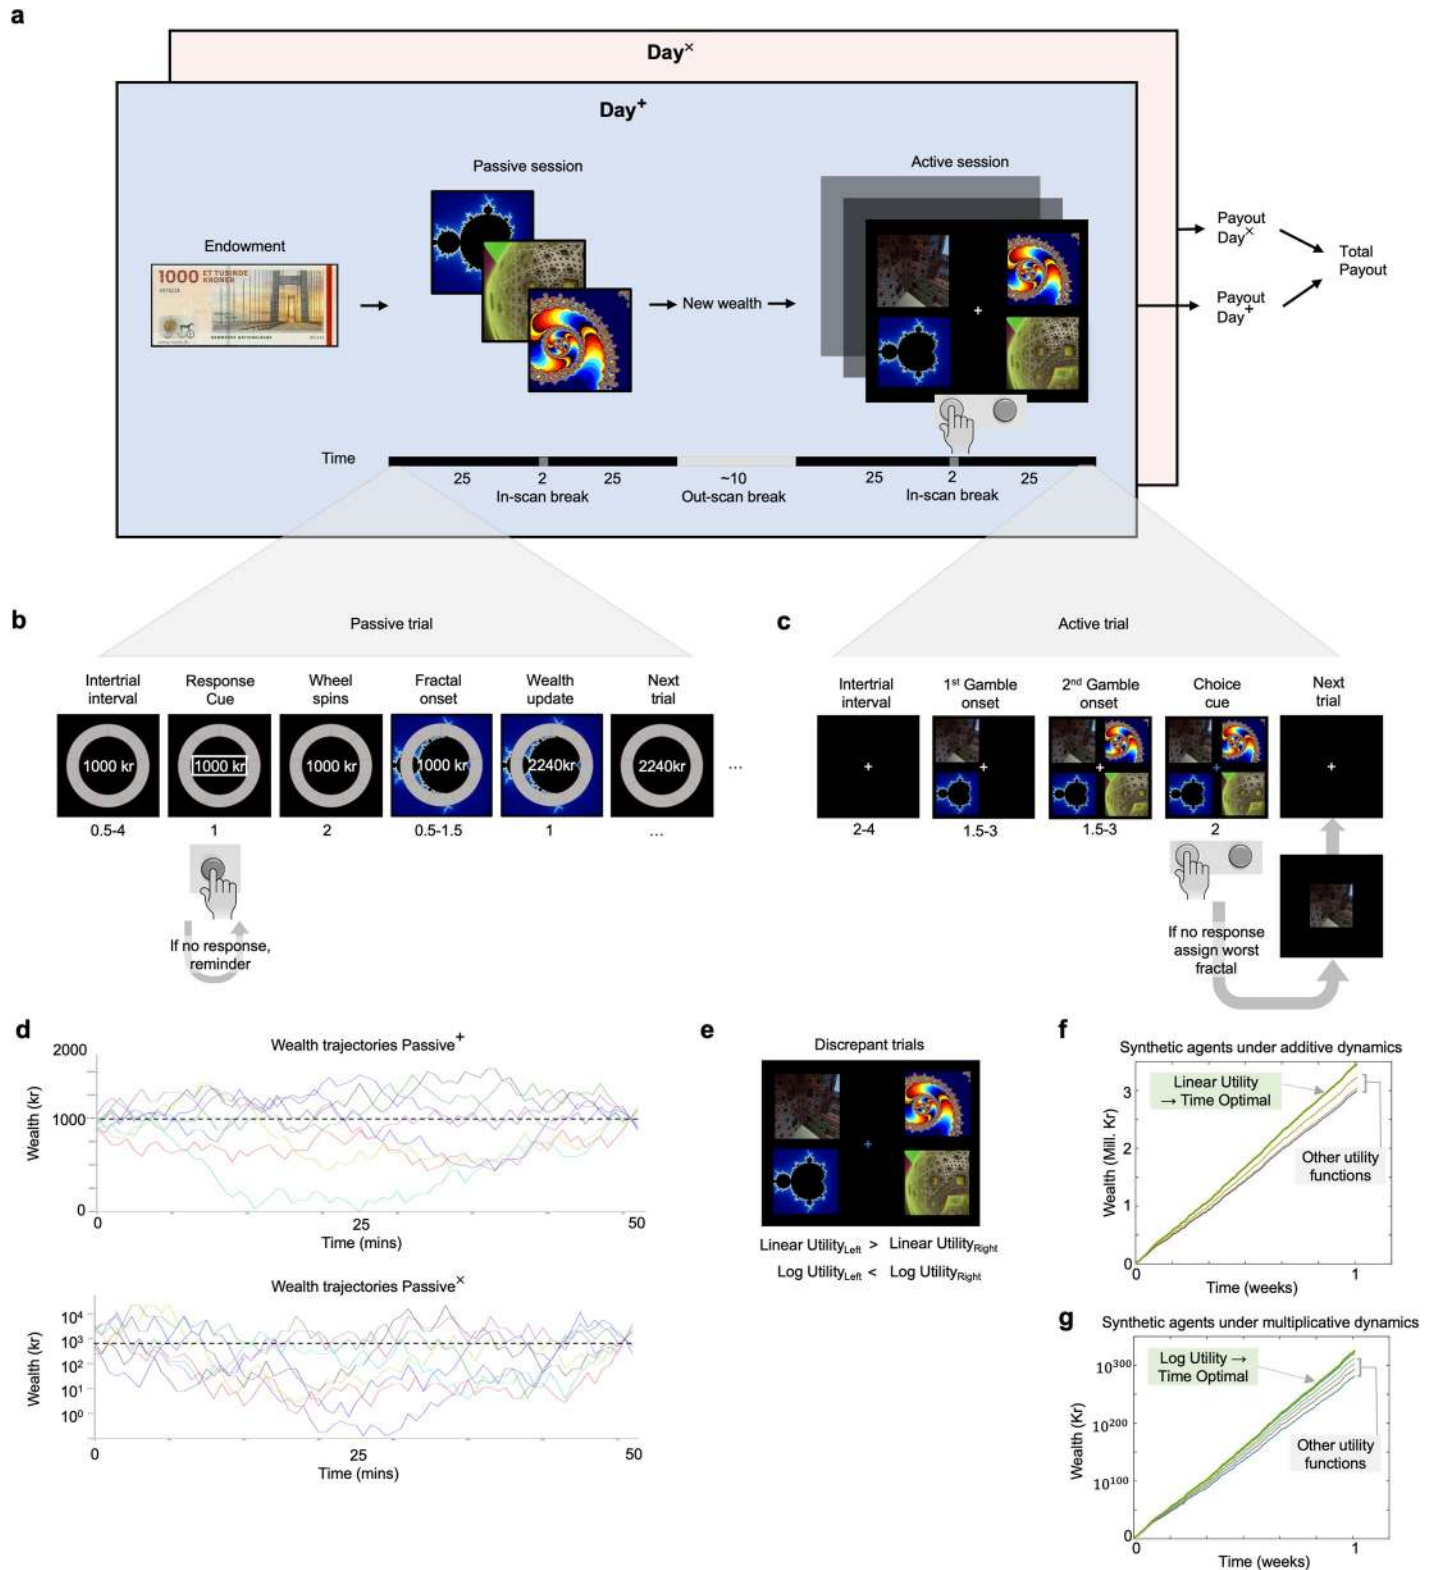 a
Day×
Day+
Passive session
Active session
Endowment
1000 ET TUSINDE
KRONER
New wealth
Payout
Day×
Payout
Day+
Total
Payout
Time
25 2 25 ~10 25 2 25
In-scan break Out-scan break In-scan break
b
Passive trial
Intertrial
interval
Response
Cue
Wheel
spins
Fractal
onset
Wealth
update
Next
trial
1000 kr 1000 kr 1000 kr 1000 kr 2240kr 2240kr ...
0.5-4 1 2 0.5-1.5 1 ...
If no response,
reminder
c
Active trial
Intertrial
interval
1st Gamble
onset
2nd Gamble
onset
Choice
cue
Next
trial
2-4 1.5-3 1.5-3 2
If no response
assign worst
fractal
d
Wealth trajectories Passive+
Wealth (kr)
2000
1000
0
0 25 50
Time (mins)
Wealth trajectories Passive×
Wealth (kr)
10⁴
10³
10²
10¹
10⁰
0 25 50
Time (mins)
e
Discrepant trials
Linear UtilityLeft > Linear UtilityRight
Log UtilityLeft < Log UtilityRight
f
Synthetic agents under additive dynamics
Linear Utility
→ Time Optimal
Other utility
functions
Wealth (Mill. Kr)
3
2
1
0
0 1
Time (weeks)
g
Synthetic agents under multiplicative dynamics
Log Utility →
Time Optimal
Other utility
functions
Wealth (Kr)
10³⁰⁰
10²⁰⁰
10¹⁰⁰
0
0 1
Time (weeks)